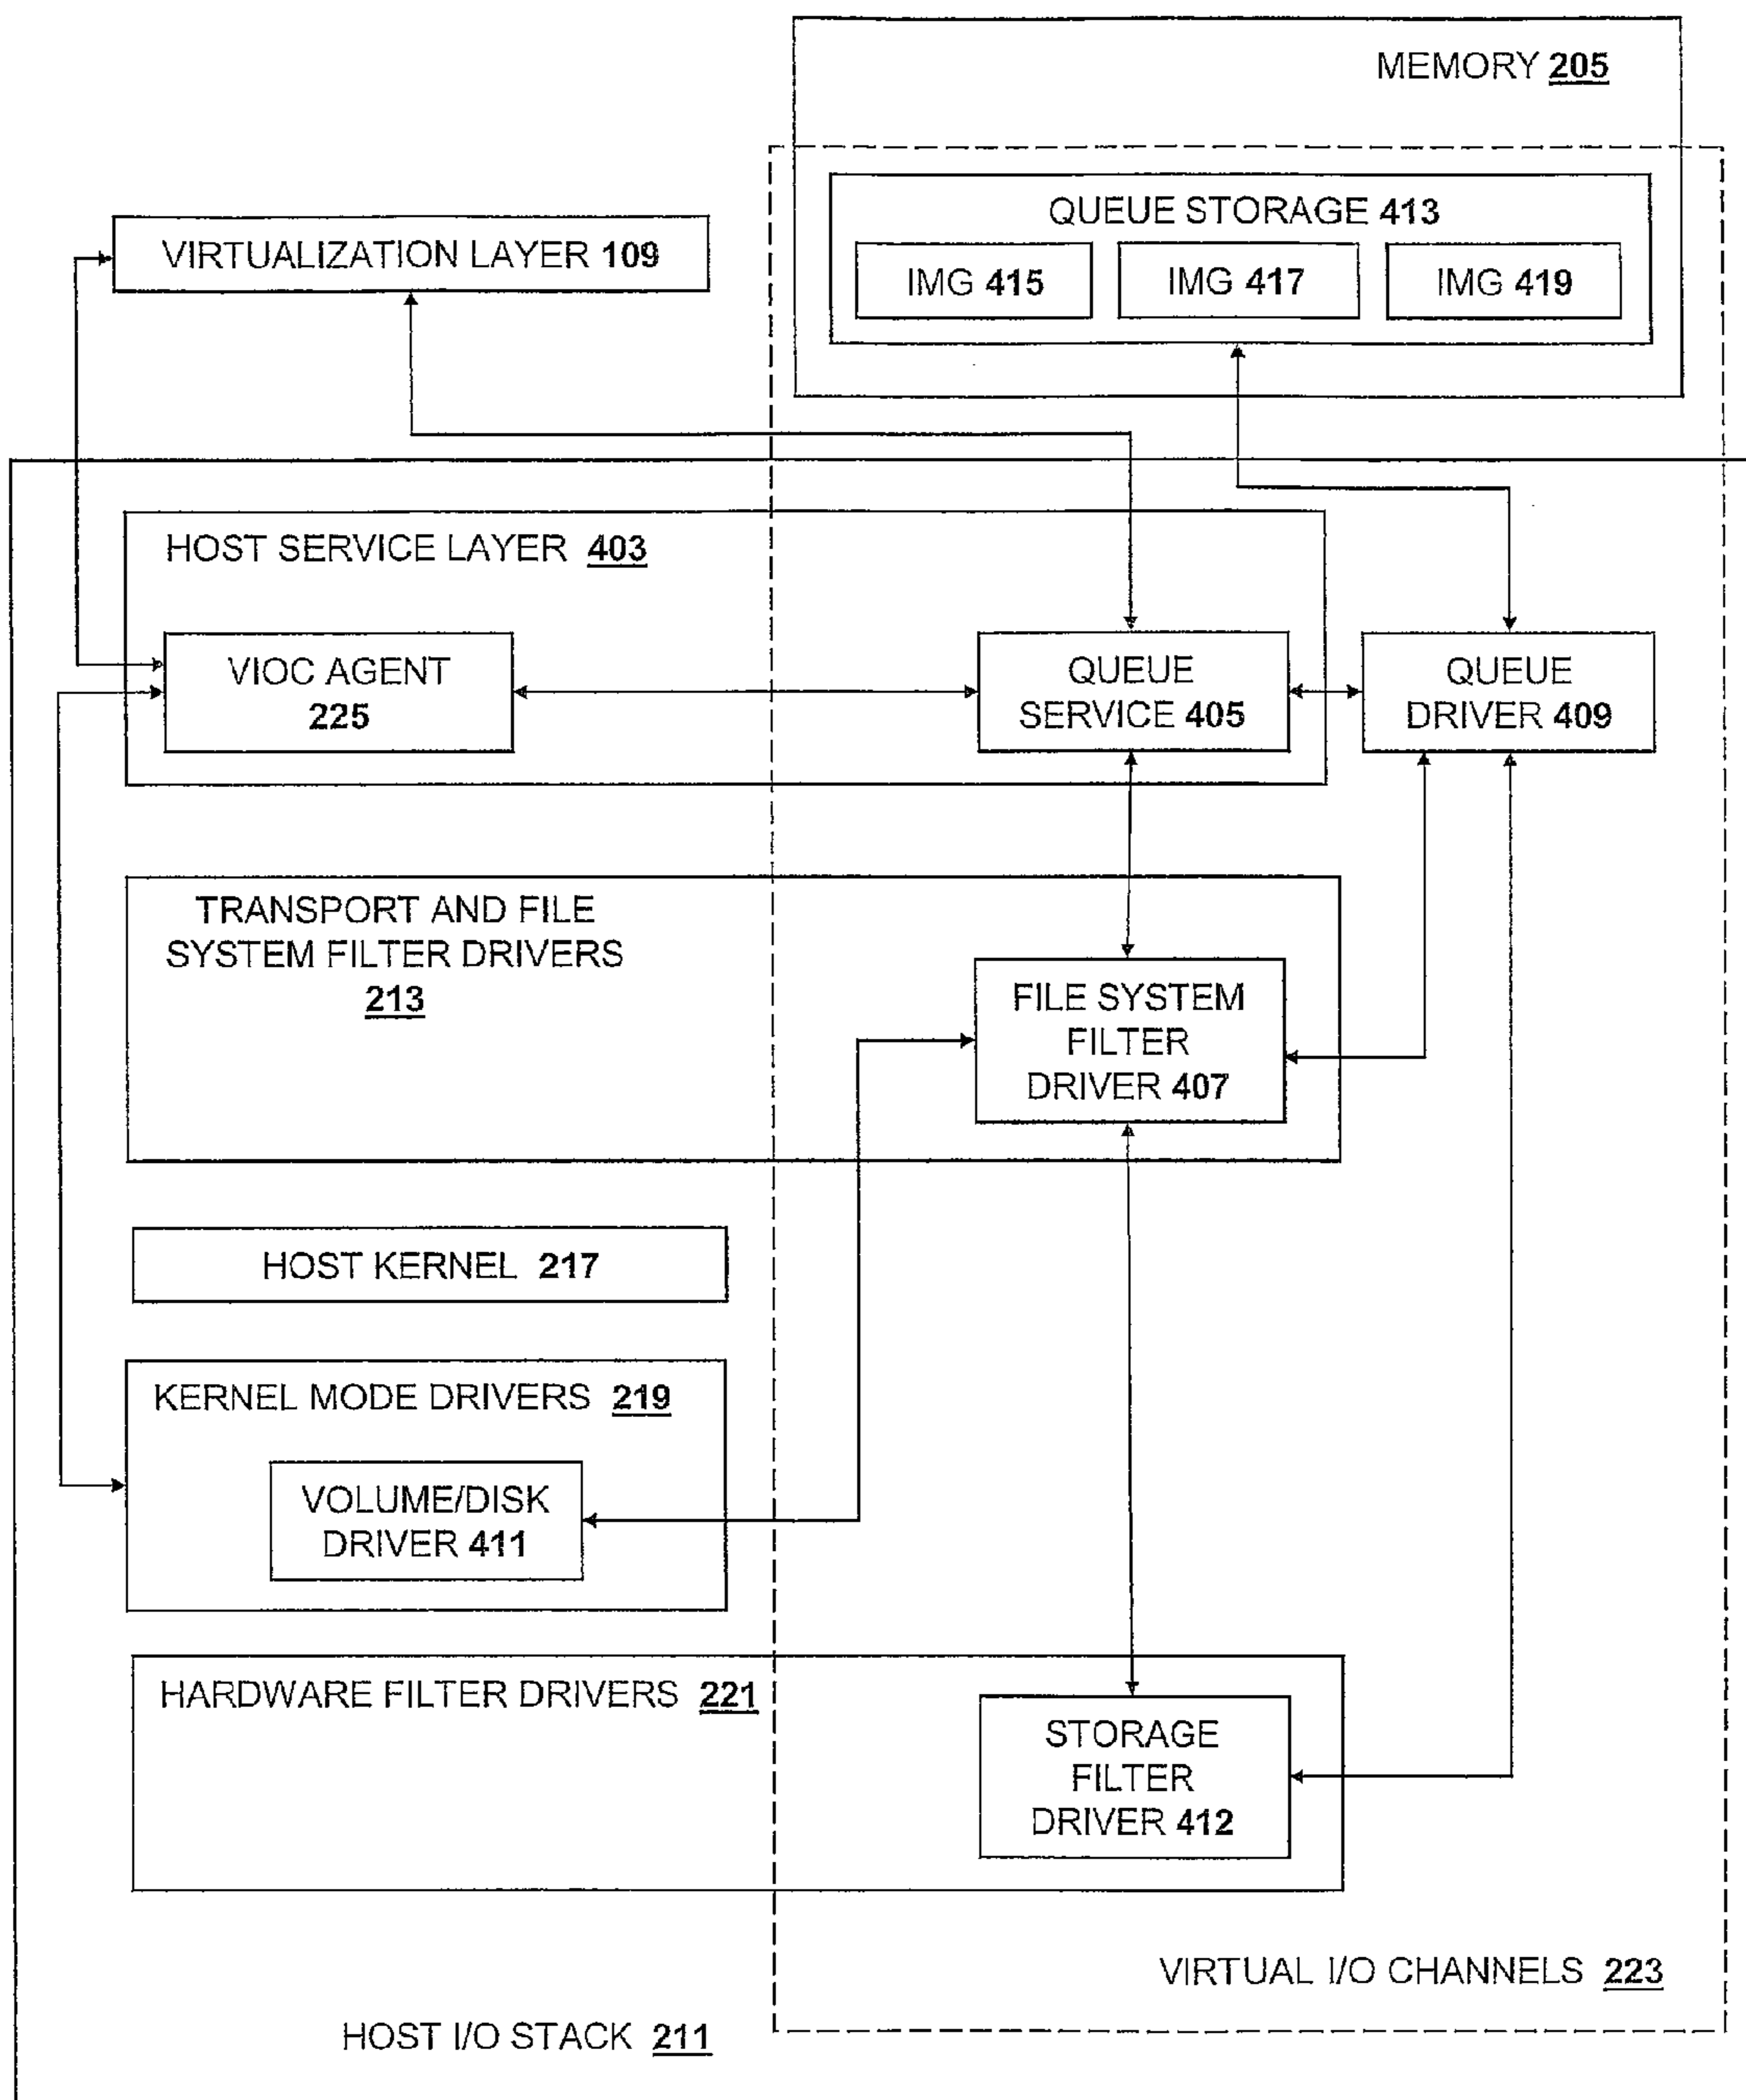 MEMORY 205
QUEUE STORAGE 413
VIRTUALIZATION LAYER 109
IMG 415
IMG 417
IMG 419
HOST SERVICE LAYER 403
VIOC AGENT
225
QUEUE
SERVICE 405
QUEUE
DRIVER 409
TRANSPORT AND FILE
SYSTEM FILTER DRIVERS
213
FILE SYSTEM
FILTER
DRIVER 407
HOST KERNEL 217
KERNEL MODE DRIVERS 219
VOLUME/DISK
DRIVER 411
HARDWARE FILTER DRIVERS 221
STORAGE
FILTER
DRIVER 412
VIRTUAL I/O CHANNELS 223
HOST I/O STACK 211